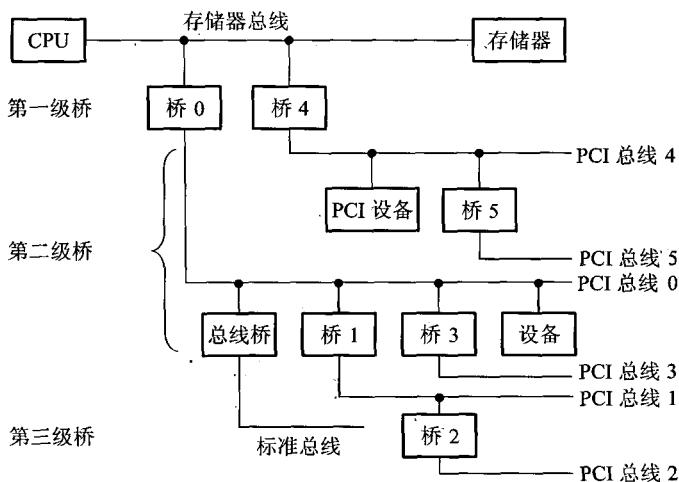 存储器总线
CPU
存储器
第一级桥
桥 0
桥 4
PCI 总线 4
PCI 设备
桥 5
第二级桥
PCI 总线 5
PCI 总线 0
总线桥
桥 1
桥 3
设备
PCI 总线 3
PCI 总线 1
第三级桥
标准总线
桥 2
PCI 总线 2